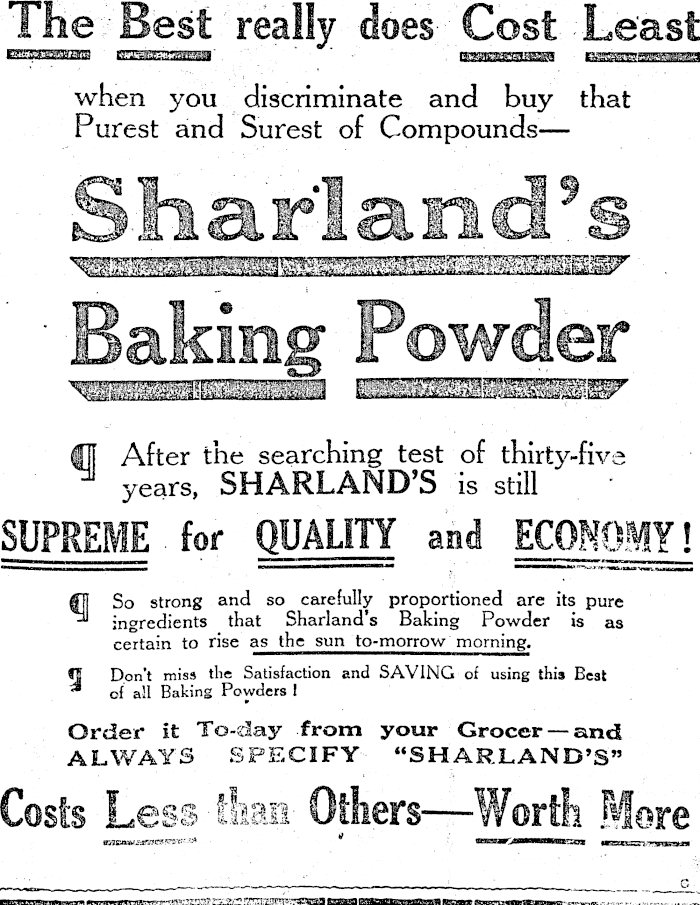 The Best really does Cost Least
when you discriminate and buy that
Purest and Surest of Compounds—
Sharland's
Baking Powder
¶ After the searching test of thirty-five
years, SHARLAND'S is still
SUPREME for QUALITY and ECONOMY!
¶ So strong and so carefully proportioned are its pure
ingredients that Sharland's Baking Powder is as
certain to rise as the sun to-morrow morning.
¶ Don't miss the Satisfaction and SAVING of using this Best
of all Baking Powders!
Order it To-day from your Grocer—and
ALWAYS SPECIFY "SHARLAND'S"
Costs Less than Others—Worth More
G